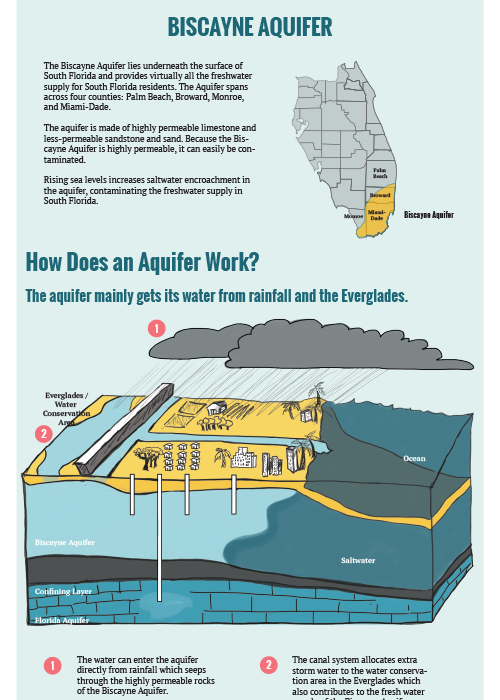 BISCAYNE AQUIFER
The Biscayne Aquifer lies underneath the surface of
South Florida and provides virtually all the freshwater
supply for South Florida residents. The Aquifer spans
across four counties: Palm Beach, Broward, Monroe,
and Miami-Dade.
The aquifer is made of highly permeable limestone and
less-permeable sandstone and sand. Because the Bis-
cayne Aquifer is highly permeable, it can easily be con-
taminated.
Rising sea levels increases saltwater encroachment in
the aquifer, contaminating the freshwater supply in
South Florida.
Palm
Beach
Broward
Miami-
Dade
Monroe
Biscayne Aquifer
How Does an Aquifer Work?
The aquifer mainly gets its water from rainfall and the Everglades.
1
Everglades /
Water
Conservation
Area
2
Ocean
Biscayne Aquifer
Saltwater
Confining Layer
Florida Aquifer
1
The water can enter the aquifer
directly from rainfall which seeps
through the highly permeable rocks
of the Biscayne Aquifer.
2
The canal system allocates extra
storm water to the water conserva-
tion area in the Everglades which
also contributes to the fresh water